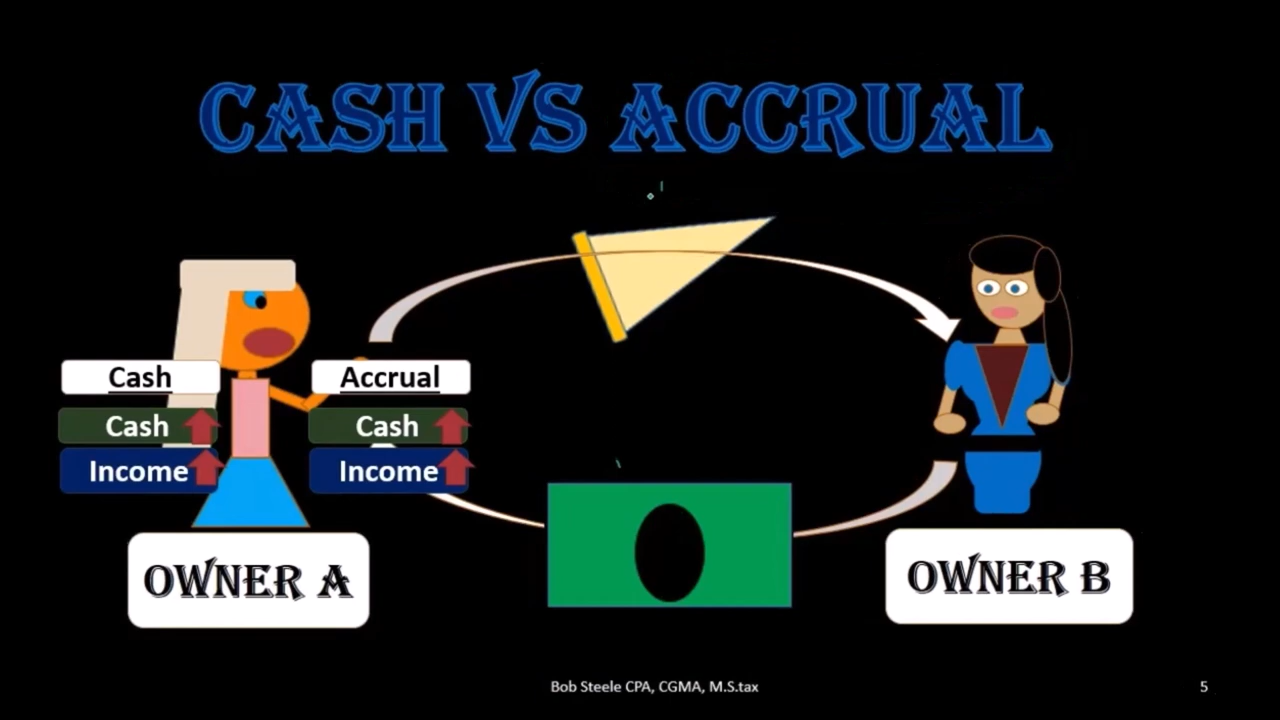 CASH VS ACCRUAL
Cash
Accrual
Cash
Cash
Income
Income
OWNER A
OWNER B
Bob Steele CPA, CGMA, M.S.tax
5